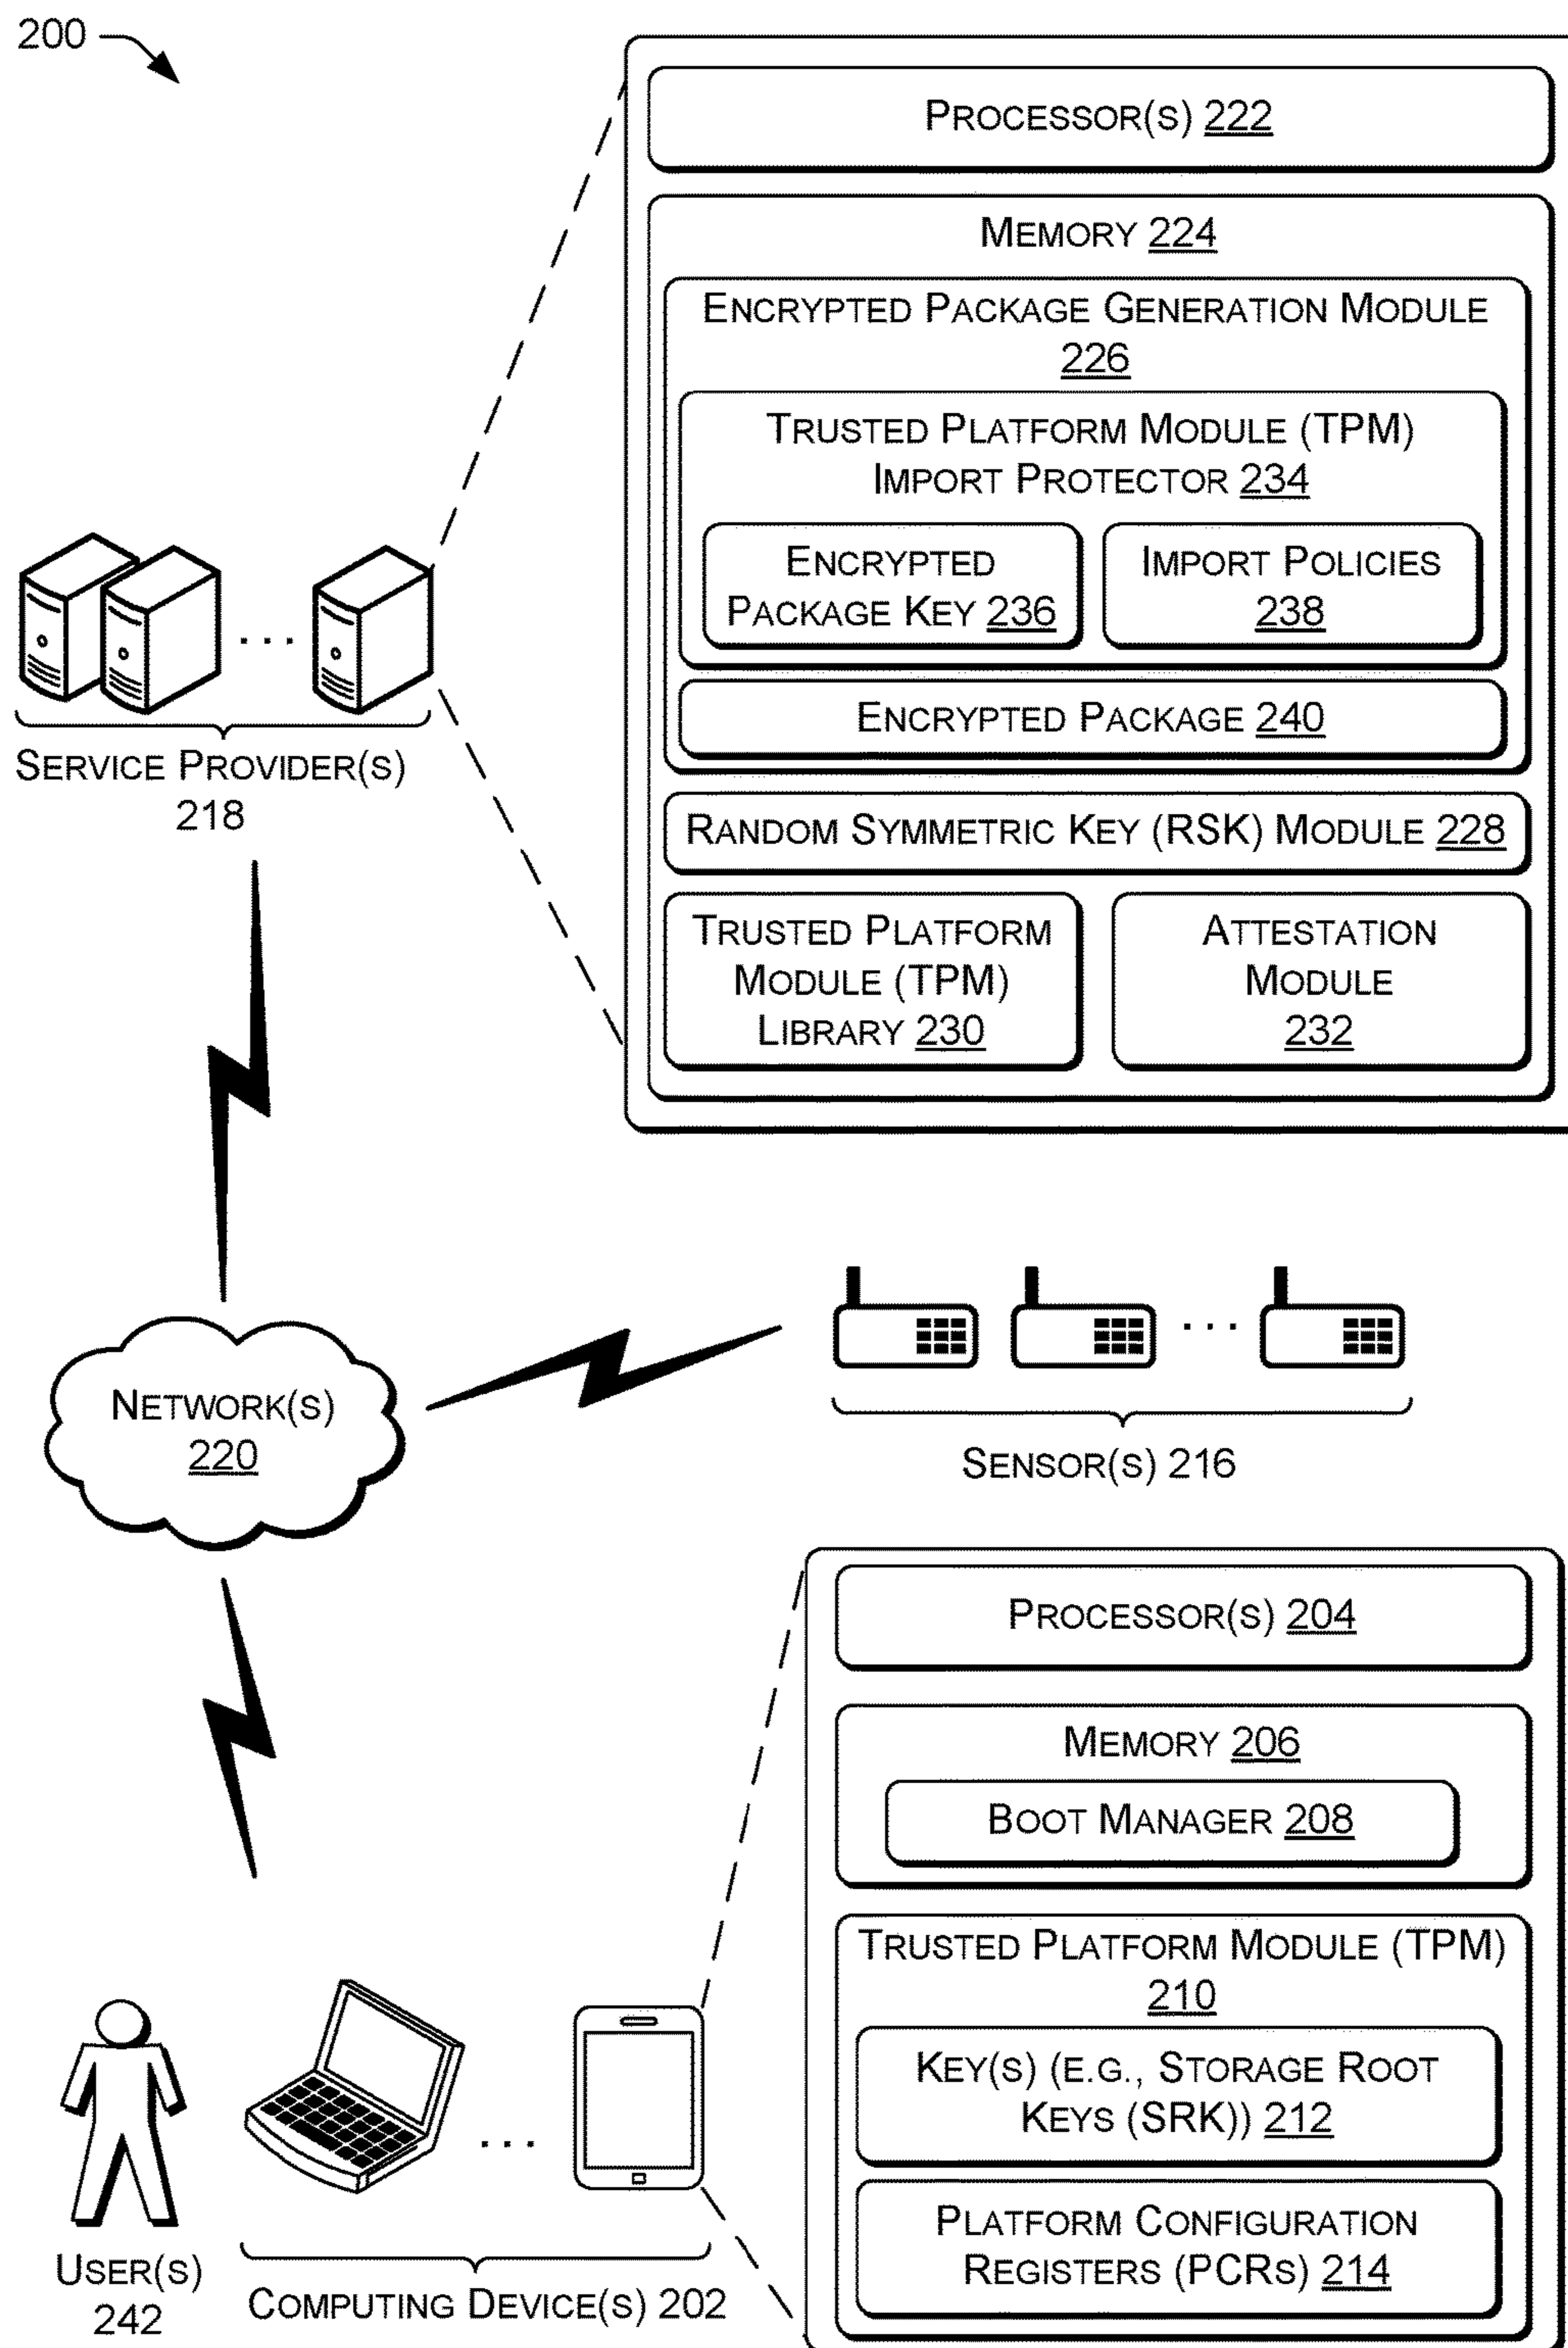 200
PROCESSOR(S) 222
MEMORY 224
ENCRYPTED PACKAGE GENERATION MODULE
226
TRUSTED PLATFORM MODULE (TPM)
IMPORT PROTECTOR 234
ENCRYPTED
PACKAGE KEY 236
IMPORT POLICIES
238
ENCRYPTED PACKAGE 240
RANDOM SYMMETRIC KEY (RSK) MODULE 228
TRUSTED PLATFORM
MODULE (TPM)
LIBRARY 230
ATTESTATION
MODULE
232
SERVICE PROVIDER(S)
218
NETWORK(S)
220
SENSOR(S) 216
PROCESSOR(S) 204
MEMORY 206
BOOT MANAGER 208
TRUSTED PLATFORM MODULE (TPM)
210
KEY(S) (E.G., STORAGE ROOT
KEYS (SRK)) 212
PLATFORM CONFIGURATION
REGISTERS (PCRS) 214
USER(S)
242
COMPUTING DEVICE(S) 202